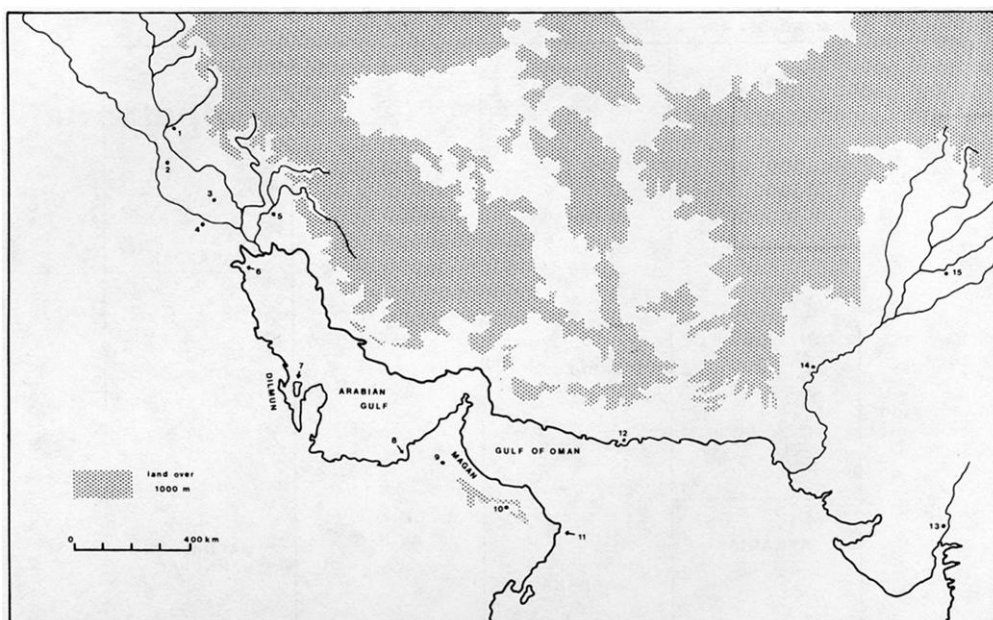 1
2
3
4
5
6
7
DILMUN
ARABIAN
GULF
8
9
MAGAN
GULF OF OMAN
10
11
12
13
14
15
land over
1000 m
0 400 km